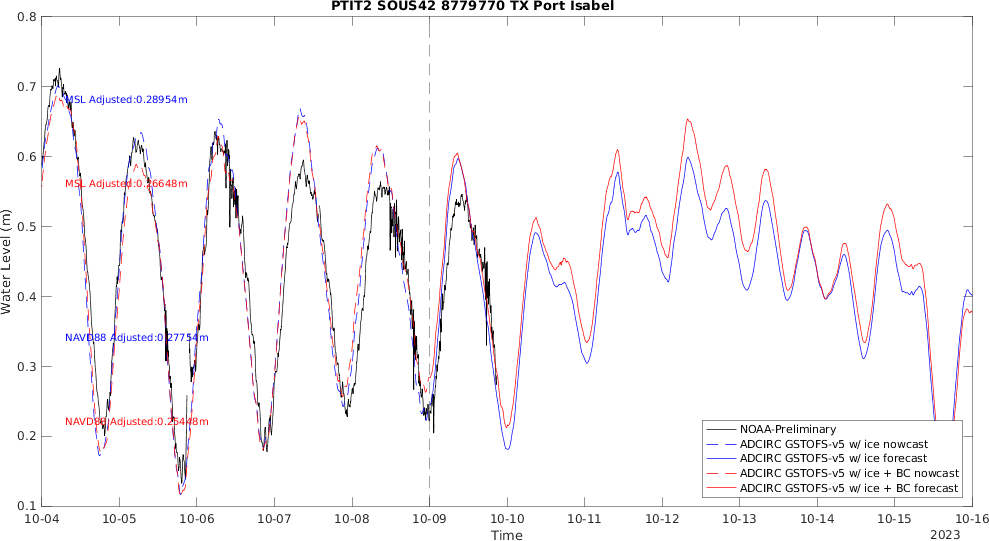 PTIT2 SOUS42 8779770 TX Port Isabel
0.8
0.7
0.6
0.5
0.4
0.3
0.2
0.1
Water Level (m)
MSL Adjusted:0.28954m
MSL Adjusted:0.26648m
NAVD88 Adjusted:0.27754m
NAVD88 Adjusted:0.25448m
NOAA-Preliminary
ADCIRC GSTOFS-v5 w/ ice nowcast
ADCIRC GSTOFS-v5 w/ ice forecast
ADCIRC GSTOFS-v5 w/ ice + BC nowcast
ADCIRC GSTOFS-v5 w/ ice + BC forecast
10-04 10-05 10-06 10-07 10-08 10-09 10-10 10-11 10-12 10-13 10-14 10-15 10-16
Time
2023